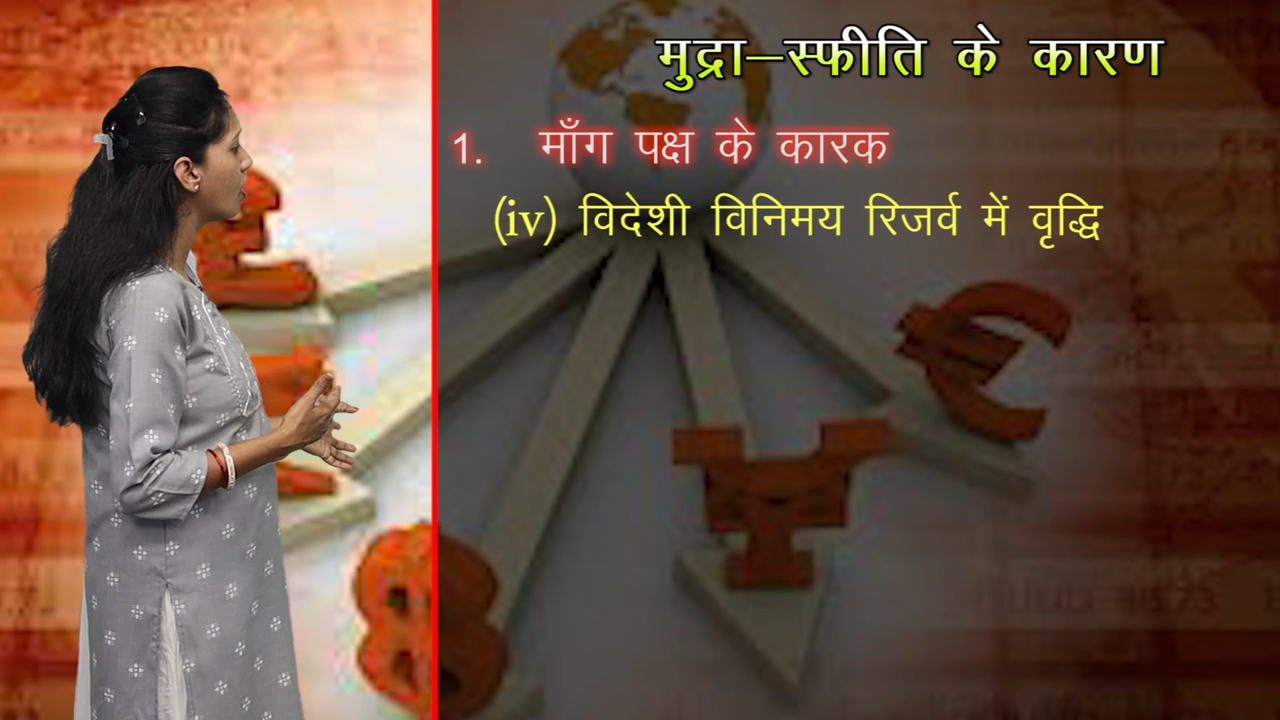 मुद्रा–स्फीति के कारण
1. माँग पक्ष के कारक
(iv) विदेशी विनिमय रिजर्व में वृद्धि